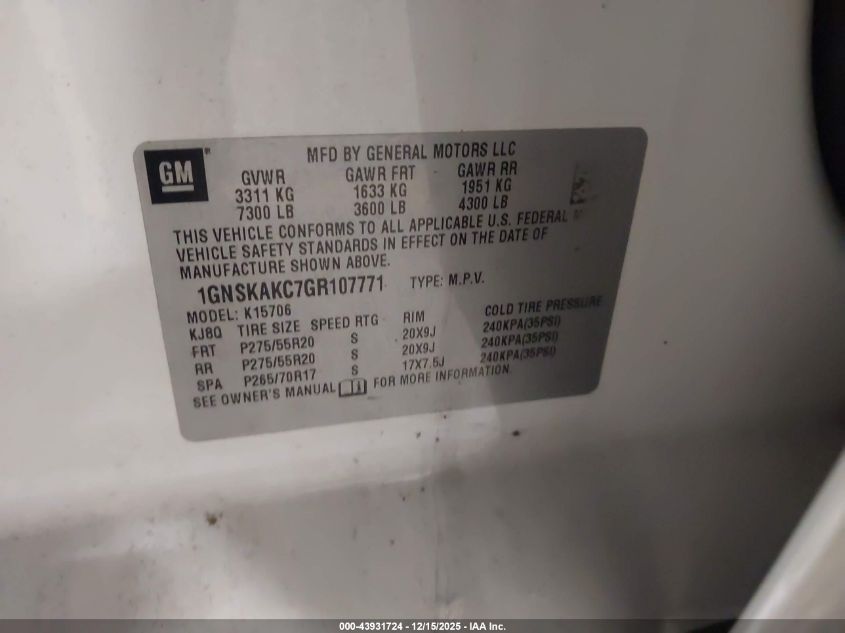 GM
MFD BY GENERAL MOTORS LLC
GVWR GAWR FRT GAWR RR
3311 KG 1633 KG 1951 KG
7300 LB 3600 LB 4300 LB
THIS VEHICLE CONFORMS TO ALL APPLICABLE U.S. FEDERAL
VEHICLE SAFETY STANDARDS IN EFFECT ON THE DATE OF
MANUFACTURE SHOWN ABOVE.
1GNSKAKC7GR107771 TYPE: M.P.V.
MODEL: K15706
KJ8Q TIRE SIZE SPEED RTG RIM COLD TIRE PRESSURE
FRT P275/55R20 S 20X9J 240KPA(35PSI)
RR P275/55R20 S 20X9J 240KPA(35PSI)
SPA P265/70R17 S 17X7.5J 240KPA(35PSI)
SEE OWNER'S MANUAL FOR MORE INFORMATION.
000-43931724 - 12/15/2025 - IAA Inc.